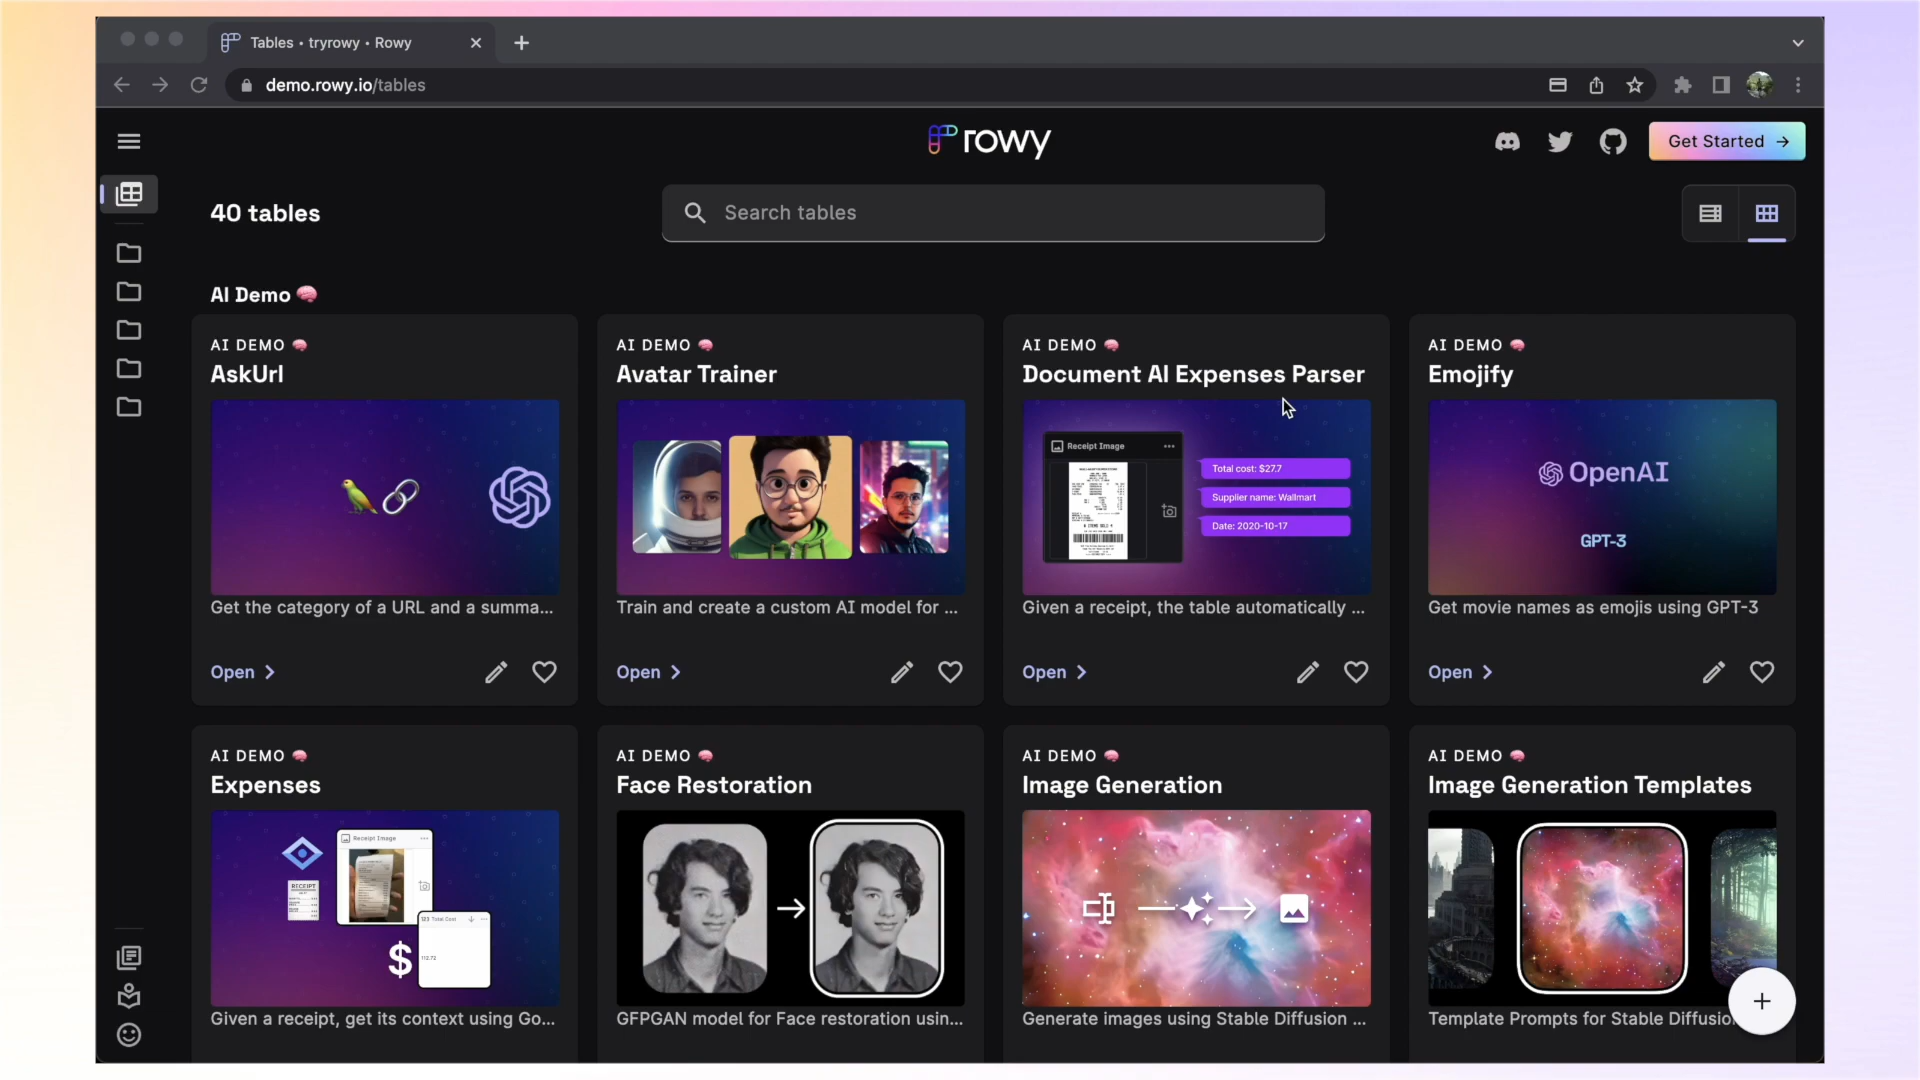 Tables • tryrowy • Rowy
demo.rowy.io/tables
rowy
Get Started →
40 tables
Search tables
AI Demo 🧠
AI DEMO 🧠
AskUrl
Get the category of a URL and a summa...
Open
AI DEMO 🧠
Avatar Trainer
Train and create a custom AI model for ...
Open
AI DEMO 🧠
Document AI Expenses Parser
Receipt Image
Total cost: $27.7
Supplier name: Wallmart
Date: 2020-10-17
Given a receipt, the table automatically ...
Open
AI DEMO 🧠
Emojify
OpenAI
GPT-3
Get movie names as emojis using GPT-3
Open
AI DEMO 🧠
Expenses
Receipt Image
RECEIPT
123 Total Cost
$
112.72
Given a receipt, get its context using Go...
AI DEMO 🧠
Face Restoration
GFPGAN model for Face restoration usin...
AI DEMO 🧠
Image Generation
Generate images using Stable Diffusion ...
AI DEMO 🧠
Image Generation Templates
Template Prompts for Stable Diffusio